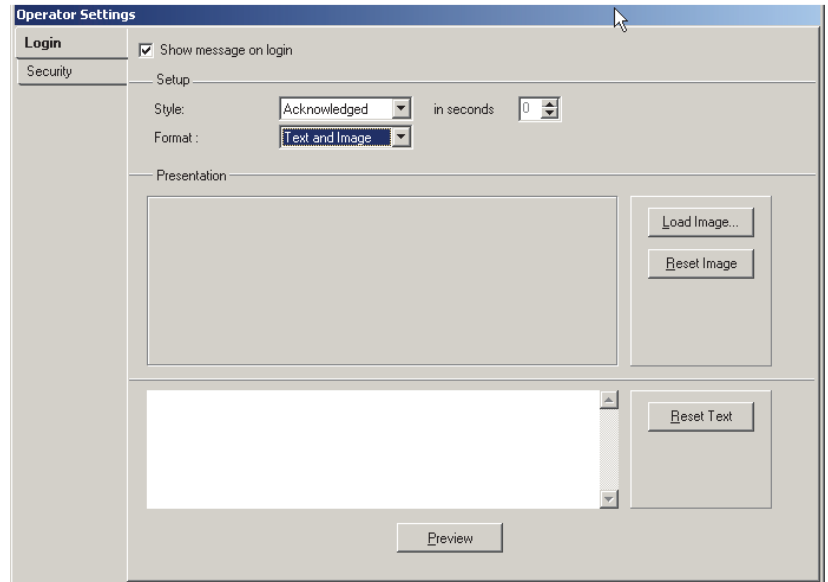 Operator Settings
Login
Security
Show message on login
Setup
Style: Acknowledged in seconds 0
Format : Text and Image
Presentation
Load Image...
Reset Image
Reset Text
Preview